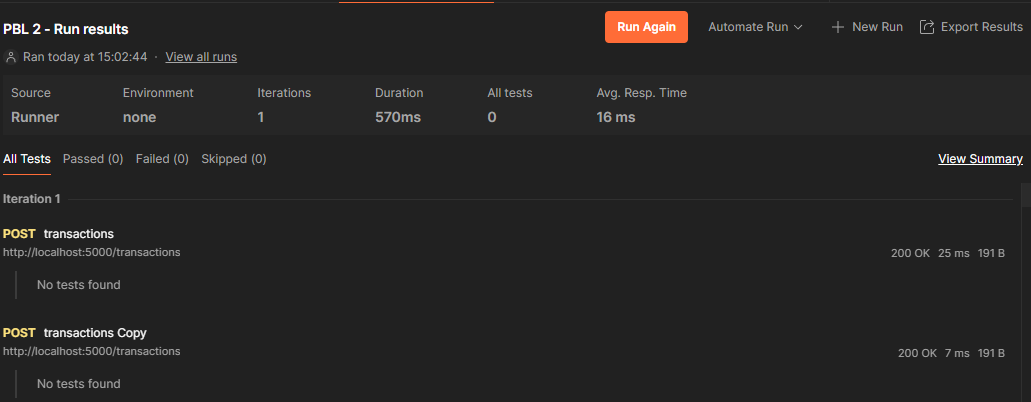 PBL 2 - Run results
Run Again Automate Run New Run Export Results
Ran today at 15:02:44 · View all runs
Source Environment Iterations Duration All tests Avg. Resp. Time
Runner none 1 570ms 0 16 ms
All Tests Passed (0) Failed (0) Skipped (0) View Summary
Iteration 1
POST transactions
http://localhost:5000/transactions 200 OK 25 ms 191 B
No tests found
POST transactions Copy
http://localhost:5000/transactions 200 OK 7 ms 191 B
No tests found